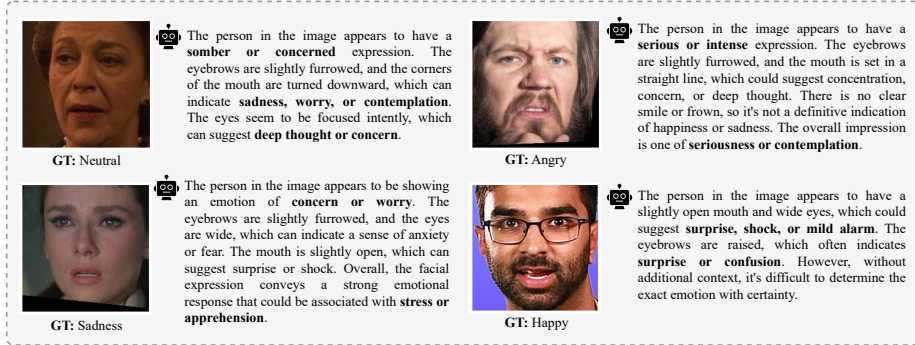 The person in the image appears to have a
somber or concerned expression. The
eyebrows are slightly furrowed, and the corners
of the mouth are turned downward, which can
indicate sadness, worry, or contemplation.
The eyes seem to be focused intently, which
can suggest deep thought or concern.
GT: Neutral
The person in the image appears to have a
serious or intense expression. The eyebrows
are slightly furrowed, and the mouth is set in a
straight line, which could suggest concentration,
concern, or deep thought. There is no clear
smile or frown, so it's not a definitive indication
of happiness or sadness. The overall impression
is one of seriousness or contemplation.
GT: Angry
The person in the image appears to be showing
an emotion of concern or worry. The
eyebrows are slightly furrowed, and the eyes
are wide, which can indicate a sense of anxiety
or fear. The mouth is slightly open, which can
suggest surprise or shock. Overall, the facial
expression conveys a strong emotional
response that could be associated with stress or
apprehension.
GT: Sadness
The person in the image appears to have a
slightly open mouth and wide eyes, which could
suggest surprise, shock, or mild alarm. The
eyebrows are raised, which often indicates
surprise or confusion. However, without
additional context, it's difficult to determine the
exact emotion with certainty.
GT: Happy